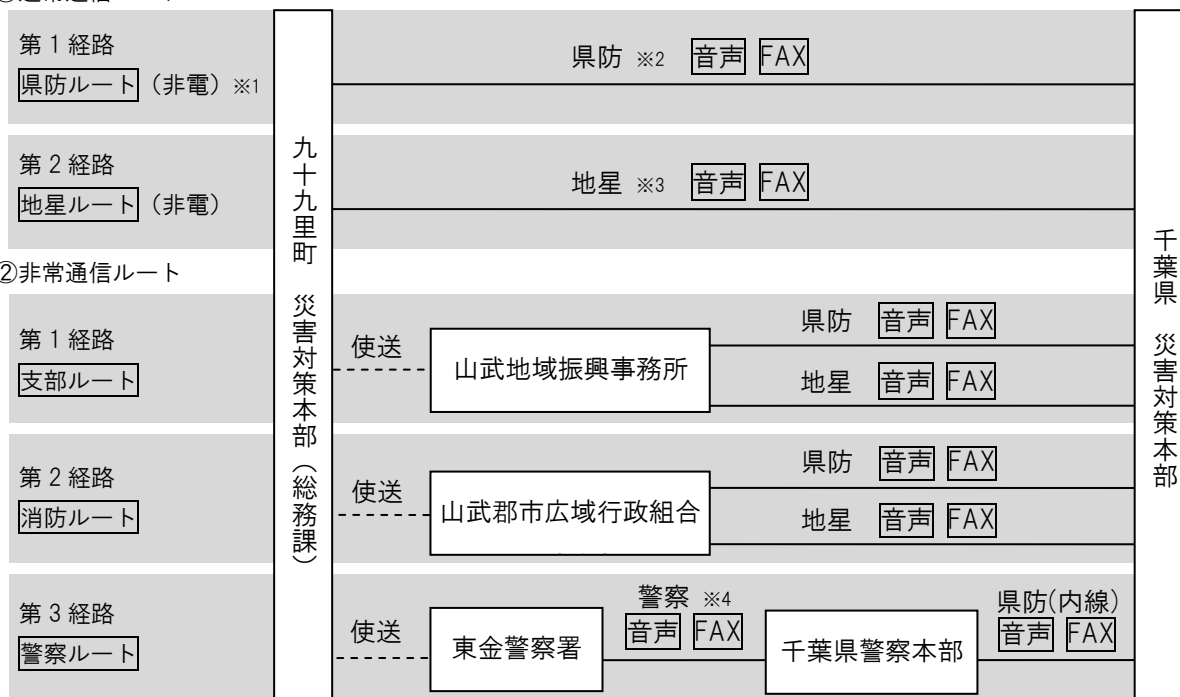 第1経路
県防ルート（非電）※1
県防 ※2 音声 FAX
第2経路
地星ルート（非電）
地星 ※3 音声 FAX
九十九里町 災害対策本部（総務課）
千葉県 災害対策本部
②非常通信ルート
第1経路
支部ルート
使送
山武地域振興事務所
県防 音声 FAX
地星 音声 FAX
第2経路
消防ルート
使送
山武郡市広域行政組合
県防 音声 FAX
地星 音声 FAX
第3経路
警察ルート
使送
東金警察署
警察 ※4
音声 FAX
千葉県警察本部
県防(内線)
音声 FAX